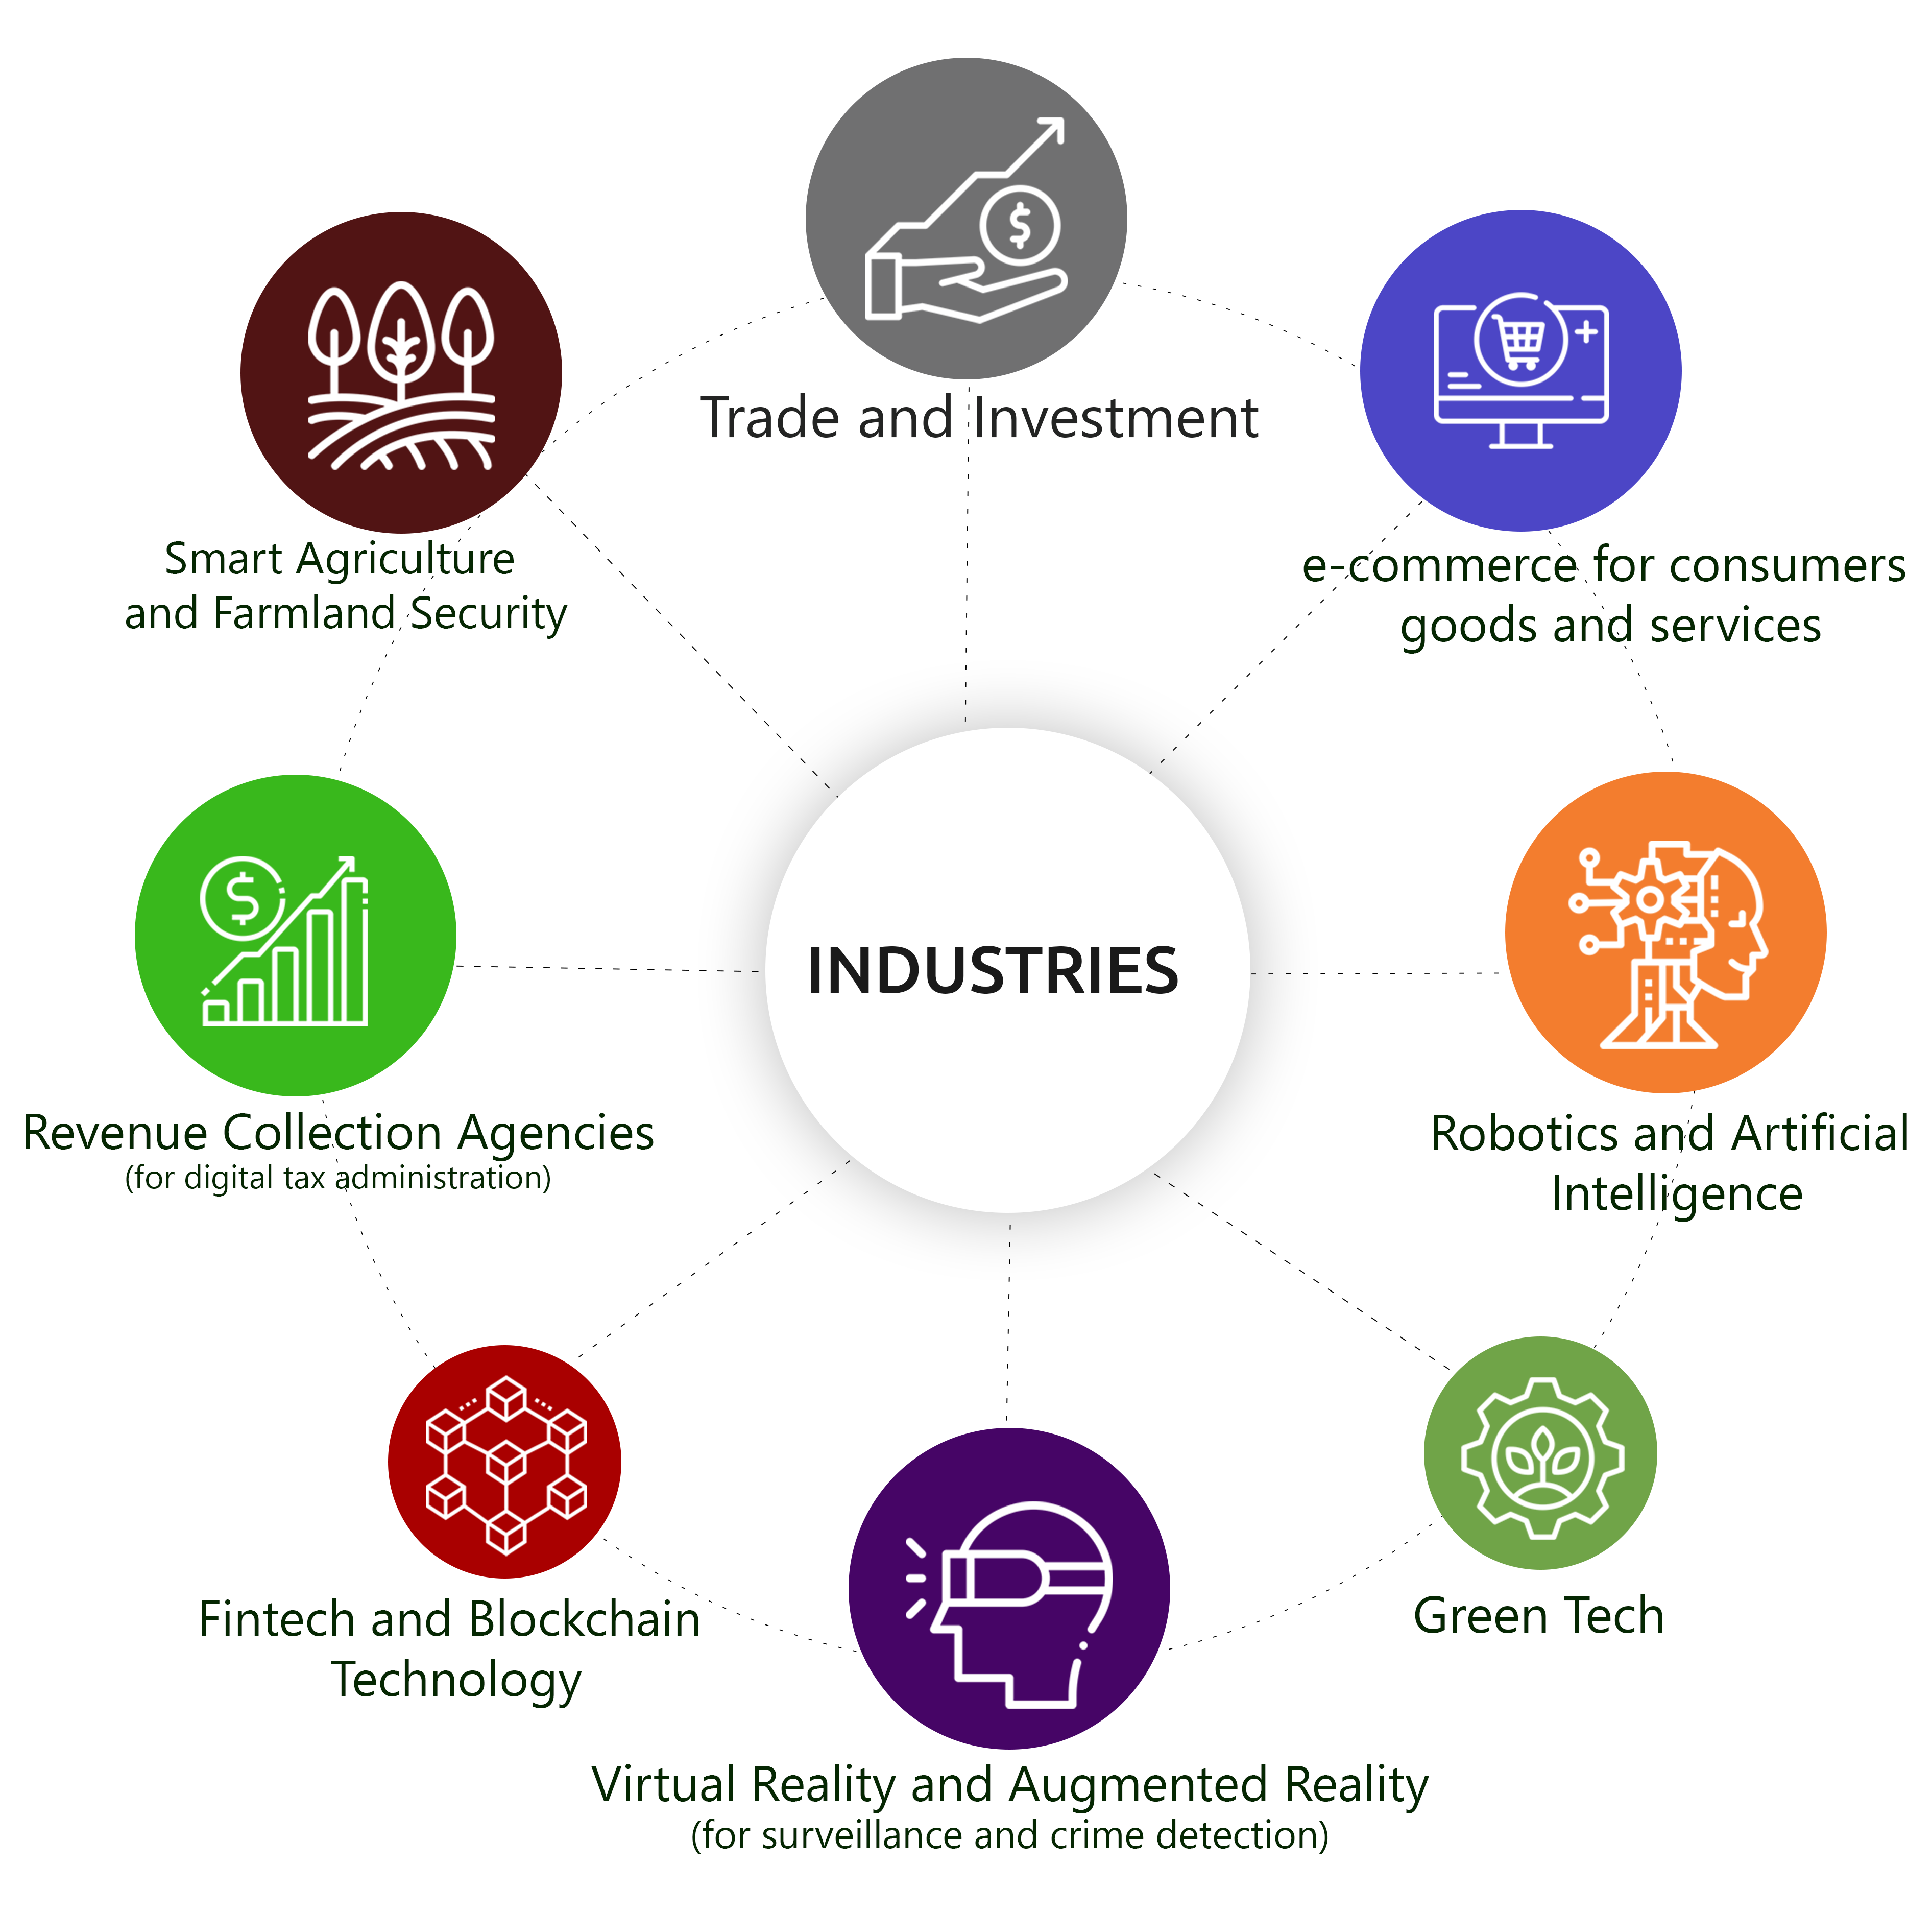 Trade and Investment
Smart Agriculture
and Farmland Security
e-commerce for consumers
goods and services
INDUSTRIES
Revenue Collection Agencies
(for digital tax administration)
Robotics and Artificial
Intelligence
Fintech and Blockchain
Technology
Green Tech
Virtual Reality and Augmented Reality
(for surveillance and crime detection)